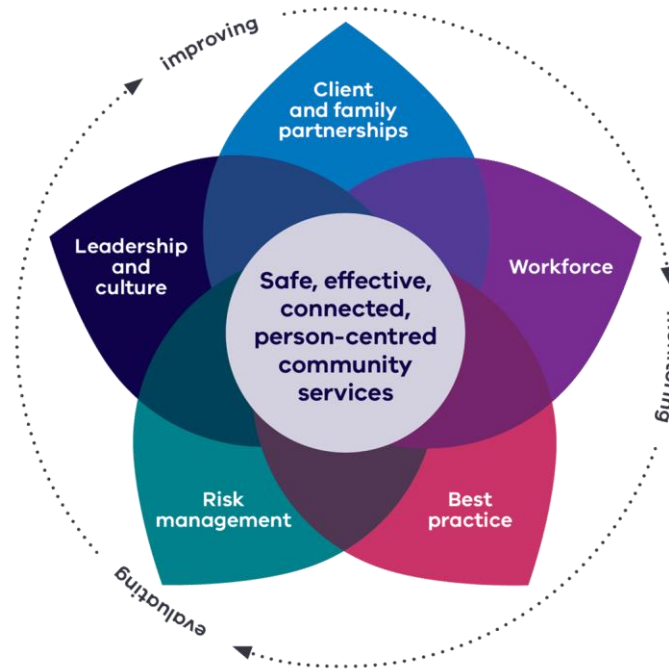 improving
Client
and family
partnerships
Leadership
and
culture
Workforce
Safe, effective,
connected,
person-centred
community
services
Risk
management
Best
practice
evaluating